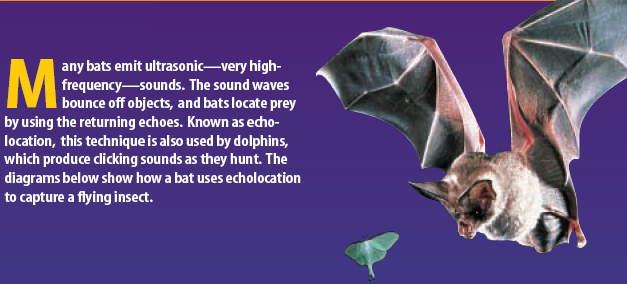 Many bats emit ultrasonic—very high-
frequency—sounds. The sound waves
bounce off objects, and bats locate prey
by using the returning echoes. Known as echo-
location, this technique is also used by dolphins,
which produce clicking sounds as they hunt. The
diagrams below show how a bat uses echolocation
to capture a flying insect.